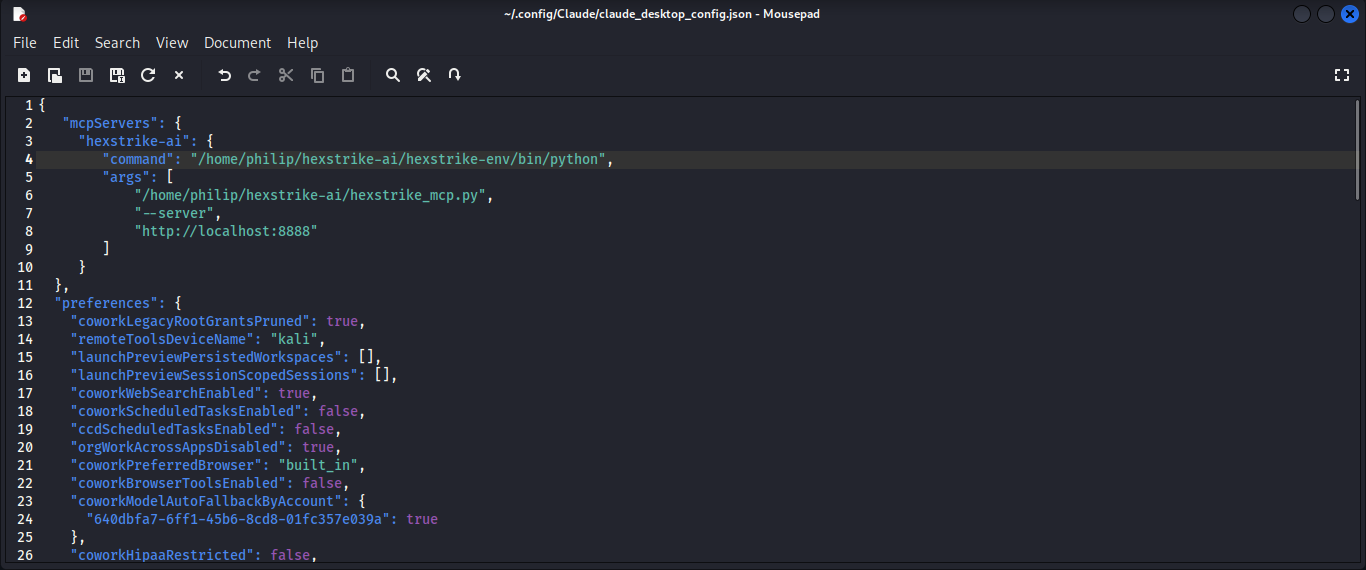 ~/.config/Claude/claude_desktop_config.json - Mousepad
File Edit Search View Document Help
1 {
2 "mcpServers": {
3 "hexstrike-ai": {
4 "command": "/home/philip/hexstrike-ai/hexstrike-env/bin/python",
5 "args": [
6 "/home/philip/hexstrike-ai/hexstrike_mcp.py",
7 "--server",
8 "http://localhost:8888"
9 ]
10 }
11 },
12 "preferences": {
13 "coworkLegacyRootGrantsPruned": true,
14 "remoteToolsDeviceName": "kali",
15 "launchPreviewPersistedWorkspaces": [],
16 "launchPreviewSessionScopedSessions": [],
17 "coworkWebSearchEnabled": true,
18 "coworkScheduledTasksEnabled": false,
19 "ccdScheduledTasksEnabled": false,
20 "orgWorkAcrossAppsDisabled": true,
21 "coworkPreferredBrowser": "built_in",
22 "coworkBrowserToolsEnabled": false,
23 "coworkModelAutoFallbackByAccount": {
24 "640dbfa7-6ff1-45b6-8cd8-01fc357e039a": true
25 },
26 "coworkHipaaRestricted": false,